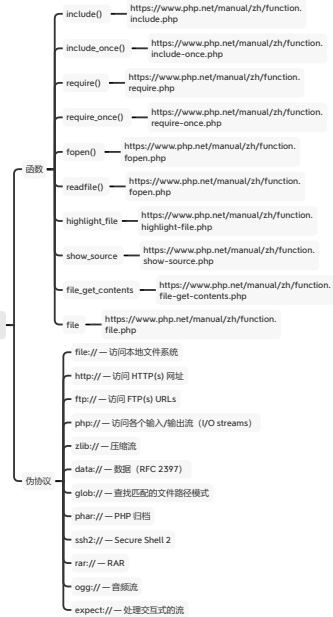 函数
include()
https://www.php.net/manual/zh/function.
include.php
include_once()
https://www.php.net/manual/zh/function.
include-once.php
require()
https://www.php.net/manual/zh/function.
require.php
require_once()
https://www.php.net/manual/zh/function.
require-once.php
fopen()
https://www.php.net/manual/zh/function.
fopen.php
readfile()
https://www.php.net/manual/zh/function.
fopen.php
highlight_file
https://www.php.net/manual/zh/function.
highlight-file.php
show_source
https://www.php.net/manual/zh/function.
show-source.php
file_get_contents
https://www.php.net/manual/zh/function.
file-get-contents.php
file
https://www.php.net/manual/zh/function.
file.php
伪协议
file:// — 访问本地文件系统
http:// — 访问 HTTP(s) 网址
ftp:// — 访问 FTP(s) URLs
php:// — 访问各个输入/输出流（I/O streams）
zlib:// — 压缩流
data:// — 数据（RFC 2397）
glob:// — 查找匹配的文件路径模式
phar:// — PHP 归档
ssh2:// — Secure Shell 2
rar:// — RAR
ogg:// — 音频流
expect:// — 处理交互式的流